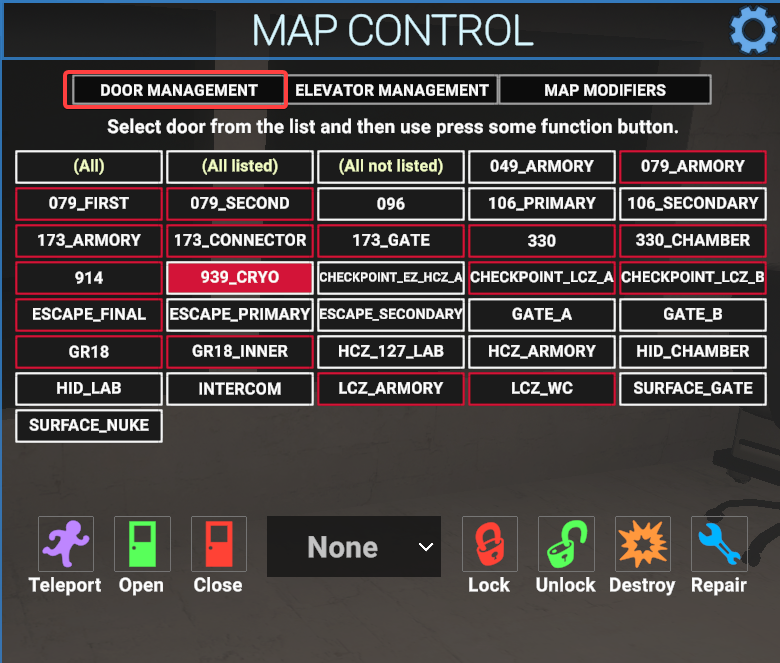 MAP CONTROL
DOOR MANAGEMENT ELEVATOR MANAGEMENT MAP MODIFIERS
Select door from the list and then use press some function button.
(All) (All listed) (All not listed) 049_ARMORY 079_ARMORY
079_FIRST 079_SECOND 096 106_PRIMARY 106_SECONDARY
173_ARMORY 173_CONNECTOR 173_GATE 330 330_CHAMBER
914 939_CRYO CHECKPOINT_EZ_HCZ_A CHECKPOINT_LCZ_A CHECKPOINT_LCZ_B
ESCAPE_FINAL ESCAPE_PRIMARY ESCAPE_SECONDARY GATE_A GATE_B
GR18 GR18_INNER HCZ_127_LAB HCZ_ARMORY HID_CHAMBER
HID_LAB INTERCOM LCZ_ARMORY LCZ_WC SURFACE_GATE
SURFACE_NUKE
None
Teleport Open Close Lock Unlock Destroy Repair